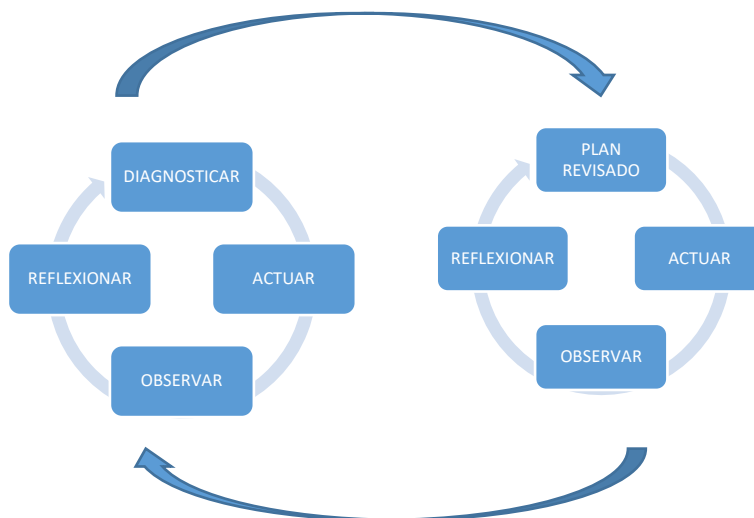 DIAGNOSTICAR
REFLEXIONAR
ACTUAR
OBSERVAR
PLAN
REVISADO
REFLEXIONAR
ACTUAR
OBSERVAR